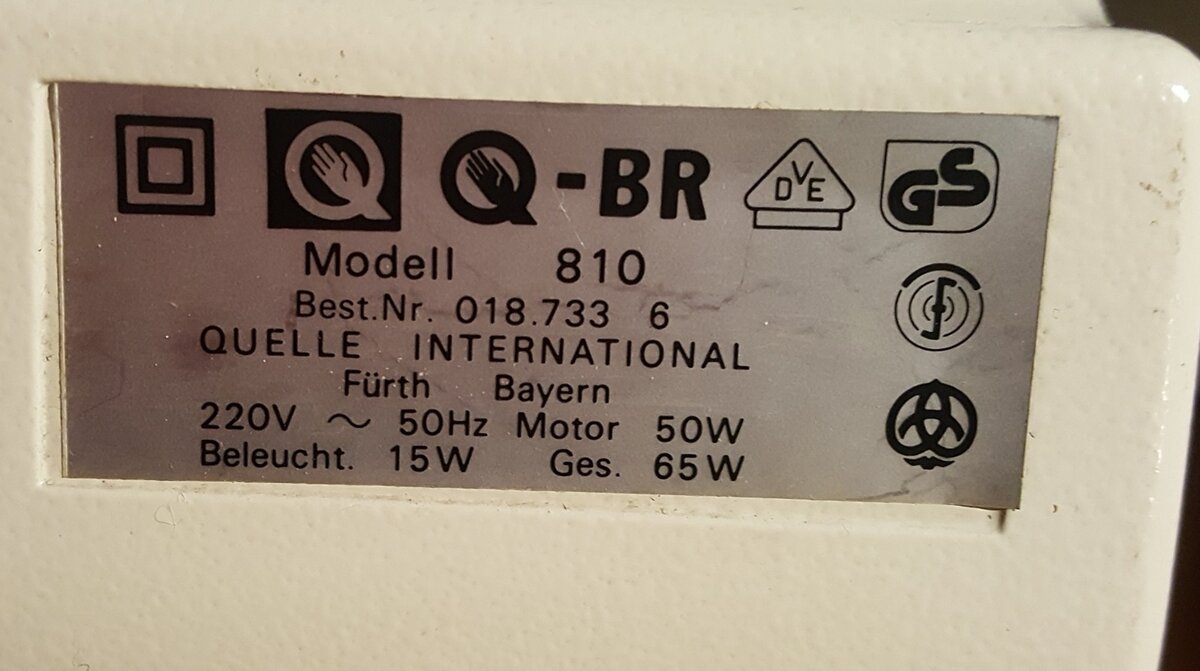 Q Q-BR VDE GS
Modell 810
Best.Nr. 018.733 6
QUELLE INTERNATIONAL
Fürth Bayern
220V ~ 50Hz Motor 50W
Beleucht. 15W Ges. 65W